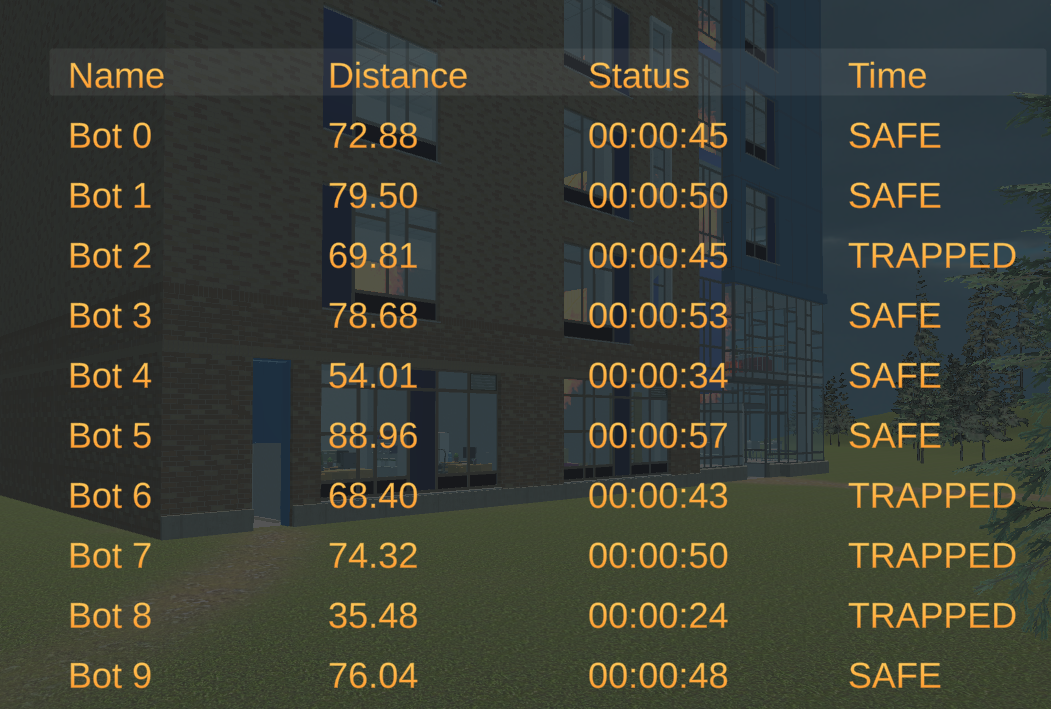 Name Distance Status Time
Bot 0 72.88 00:00:45 SAFE
Bot 1 79.50 00:00:50 SAFE
Bot 2 69.81 00:00:45 TRAPPED
Bot 3 78.68 00:00:53 SAFE
Bot 4 54.01 00:00:34 SAFE
Bot 5 88.96 00:00:57 SAFE
Bot 6 68.40 00:00:43 TRAPPED
Bot 7 74.32 00:00:50 TRAPPED
Bot 8 35.48 00:00:24 TRAPPED
Bot 9 76.04 00:00:48 SAFE